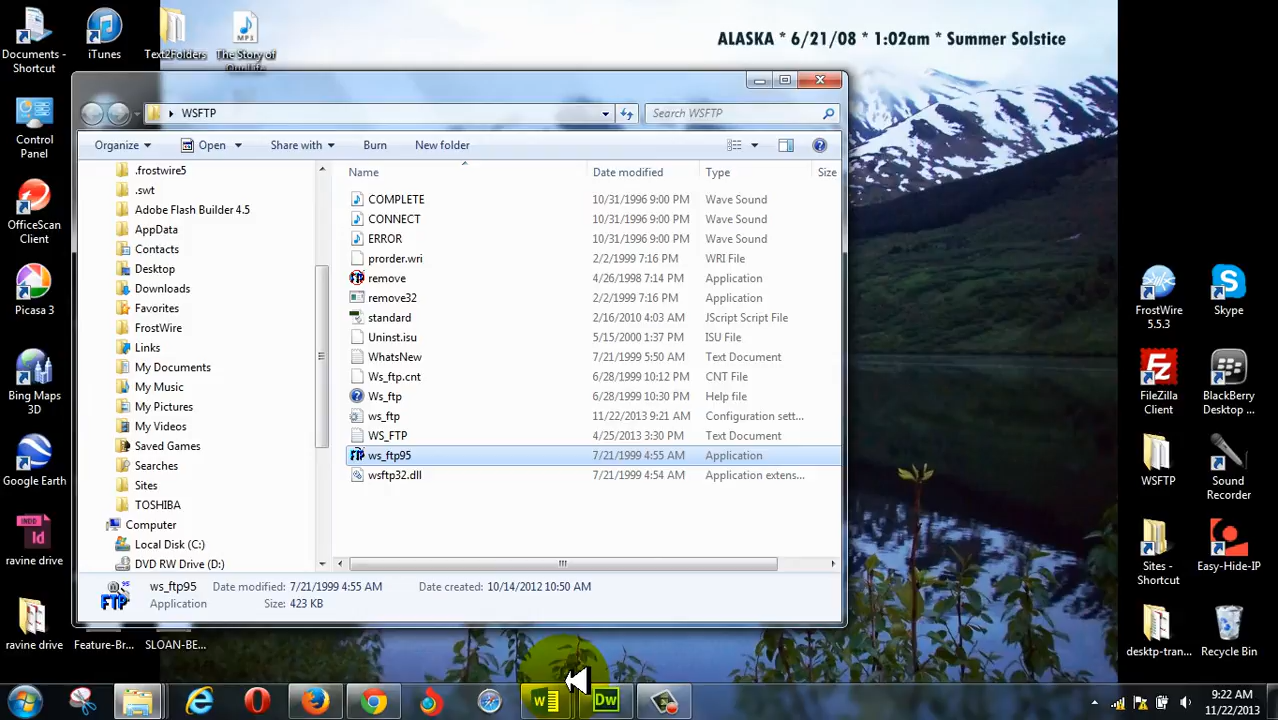 ALASKA * 6/21/08 * 1:02am * Summer Solstice
Documents - Shortcut
iTunes
Text2Folders
The Story of
Control Panel
OfficeScan Client
Picasa 3
Bing Maps 3D
Google Earth
ravine drive
ravine drive
Feature-Br...
SLOAN-BE...
WSFTP
Search WSFTP
Organize
Open
Share with
Burn
New folder
.frostwire5
.swt
Adobe Flash Builder 4.5
AppData
Contacts
Desktop
Downloads
Favorites
FrostWire
Links
My Documents
My Music
My Pictures
My Videos
Saved Games
Searches
Sites
TOSHIBA
Computer
Local Disk (C:)
DVD RW Drive (D:)
Name Date modified Type Size
COMPLETE 10/31/1996 9:00 PM Wave Sound
CONNECT 10/31/1996 9:00 PM Wave Sound
ERROR 10/31/1996 9:00 PM Wave Sound
prorder.wri 2/2/1999 7:16 PM WRI File
remove 4/26/1998 7:14 PM Application
remove32 2/2/1999 7:16 PM Application
standard 2/16/2010 4:03 AM JScript Script File
Uninst.isu 5/15/2000 1:37 PM ISU File
WhatsNew 7/21/1999 5:50 AM Text Document
Ws_ftp.cnt 6/28/1999 10:12 PM CNT File
Ws_ftp 6/28/1999 10:30 PM Help file
ws_ftp 11/22/2013 9:21 AM Configuration sett...
WS_FTP 4/25/2013 3:30 PM Text Document
ws_ftp95 7/21/1999 4:55 AM Application
wsftp32.dll 7/21/1999 4:54 AM Application extens...
ws_ftp95 Date modified: 7/21/1999 4:55 AM Date created: 10/14/2012 10:50 AM
Application Size: 423 KB
FrostWire 5.5.3
Skype
FileZilla Client
BlackBerry Desktop ...
WSFTP
Sound Recorder
Sites - Shortcut
Easy-Hide-IP
desktp-tran...
Recycle Bin
9:22 AM
11/22/2013